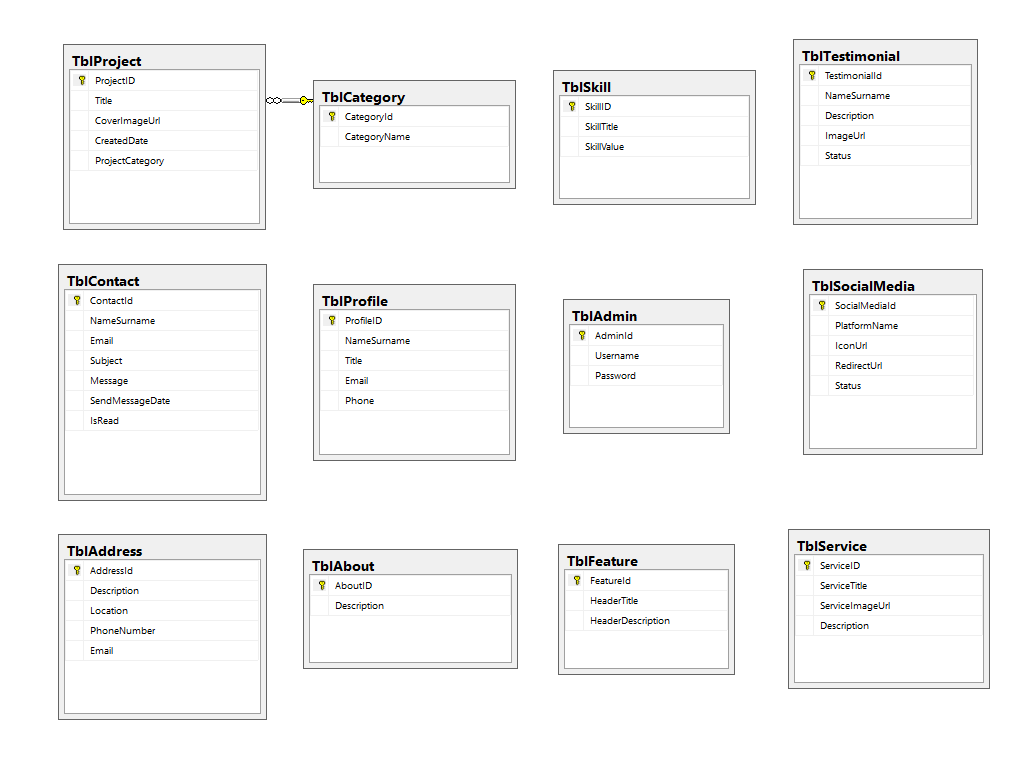 TblProject
ProjectID
Title
CoverImageUrl
CreatedDate
ProjectCategory
TblCategory
CategoryId
CategoryName
TblSkill
SkillID
SkillTitle
SkillValue
TblTestimonial
TestimonialId
NameSurname
Description
ImageUrl
Status
TblContact
ContactId
NameSurname
Email
Subject
Message
SendMessageDate
IsRead
TblProfile
ProfileID
NameSurname
Title
Email
Phone
TblAdmin
AdminId
Username
Password
TblSocialMedia
SocialMediaId
PlatformName
IconUrl
RedirectUrl
Status
TblAddress
AddressId
Description
Location
PhoneNumber
Email
TblAbout
AboutID
Description
TblFeature
FeatureId
HeaderTitle
HeaderDescription
TblService
ServiceID
ServiceTitle
ServiceImageUrl
Description